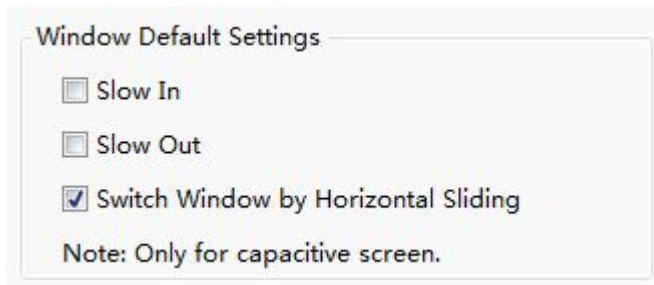 Window Default Settings
Slow In
Slow Out
Switch Window by Horizontal Sliding
Note: Only for capacitive screen.